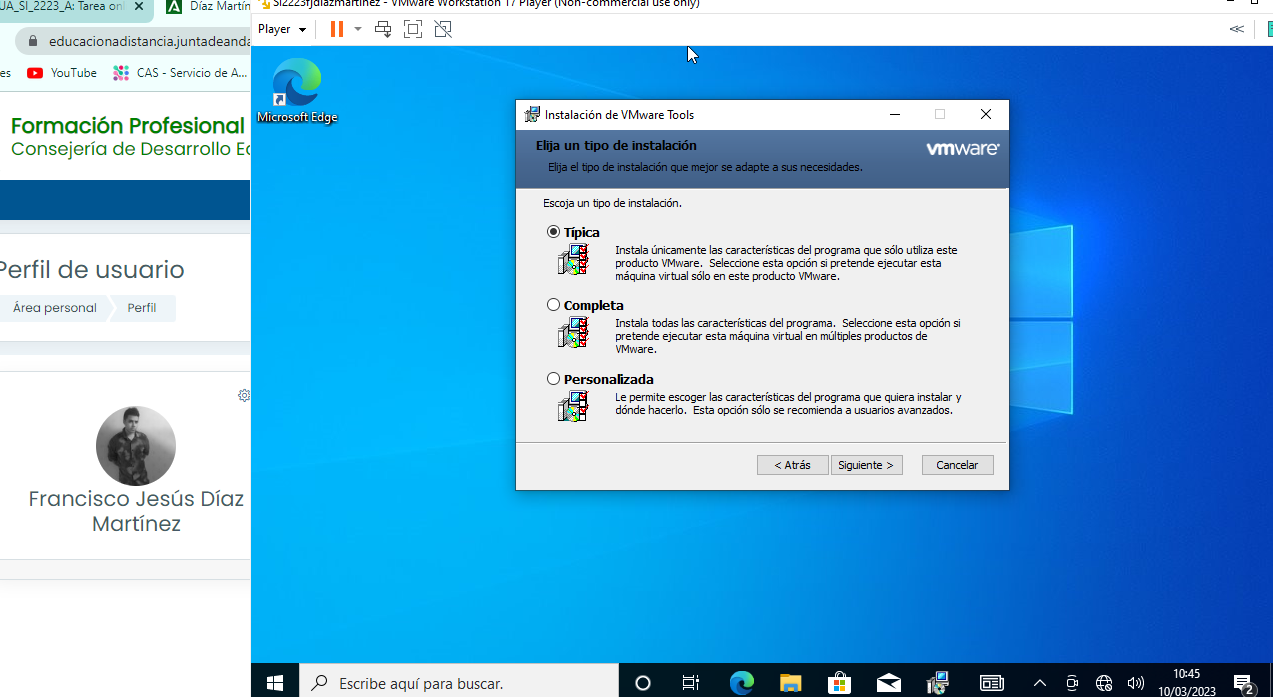 UA_SI_2223_A: Tarea onl
Díaz Martín
SI2223fjdiazmartinez - VMware Workstation 17 Player (Non-commercial use only)
Player
educacionadistancia.juntadeanda
es
YouTube
CAS - Servicio de A...
Formación Profesional
Consejería de Desarrollo Ec
Perfil de usuario
Área personal
Perfil
Francisco Jesús Díaz
Martínez
Microsoft Edge
Instalación de VMware Tools
Elija un tipo de instalación
Elija el tipo de instalación que mejor se adapte a sus necesidades.
vmware
Escoja un tipo de instalación.
Típica
Instala únicamente las características del programa que sólo utiliza este
producto VMware. Seleccione esta opción si pretende ejecutar esta
máquina virtual sólo en este producto VMware.
Completa
Instala todas las características del programa. Seleccione esta opción si
pretende ejecutar esta máquina virtual en múltiples productos de
VMware.
Personalizada
Le permite escoger las características del programa que quiera instalar y
dónde hacerlo. Esta opción sólo se recomienda a usuarios avanzados.
< Atrás
Siguiente >
Cancelar
Escribe aquí para buscar.
10:45
10/03/2023
2